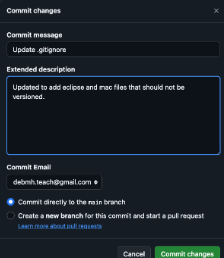 Commit changes
Commit message
Update .gitignore
Extended description
Updated to add eclipse and mac files that should not be
versioned.
Commit Email
debmh.teach@gmail.com
Commit directly to the main branch
Create a new branch for this commit and start a pull request
Learn more about pull requests
Cancel Commit changes